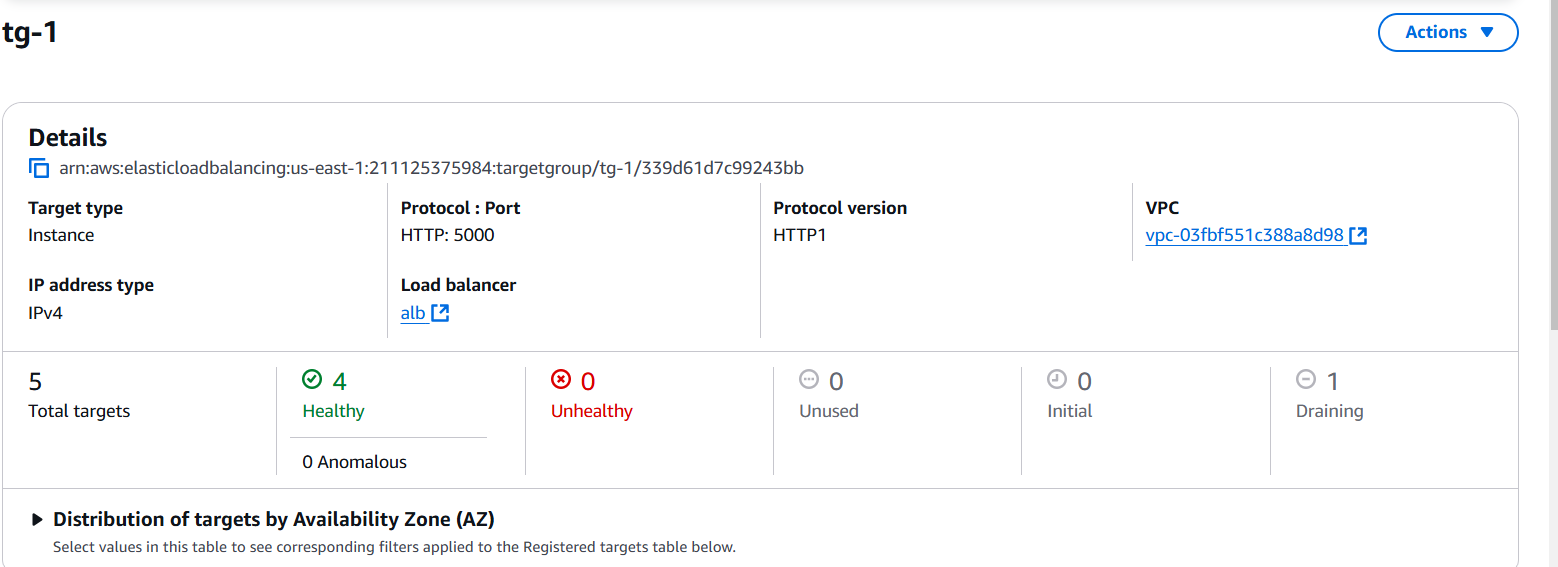 tg-1
Actions
Details
arn:aws:elasticloadbalancing:us-east-1:211125375984:targetgroup/tg-1/339d61d7c99243bb
Target type
Instance
Protocol : Port
HTTP: 5000
Protocol version
HTTP1
VPC
vpc-03fbf551c388a8d98
IP address type
IPv4
Load balancer
alb
5
Total targets
4
Healthy
0 Anomalous
0
Unhealthy
0
Unused
0
Initial
1
Draining
Distribution of targets by Availability Zone (AZ)
Select values in this table to see corresponding filters applied to the Registered targets table below.